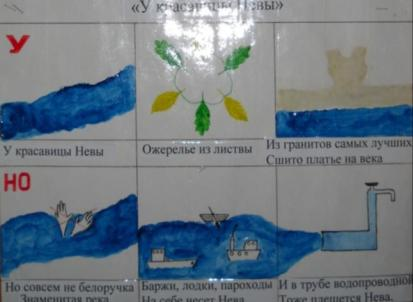 «У красавицы Невы»
У
У красавицы Невы
Ожерелье из листвы
Из гранитов самых лучших
Сшито платье на века
НО
Но совсем не белоручка
Знаменитая река
Баржи, лодки, пароходы
На себе несет Нева
И в трубе водопроводной
Тоже плещется Нева.